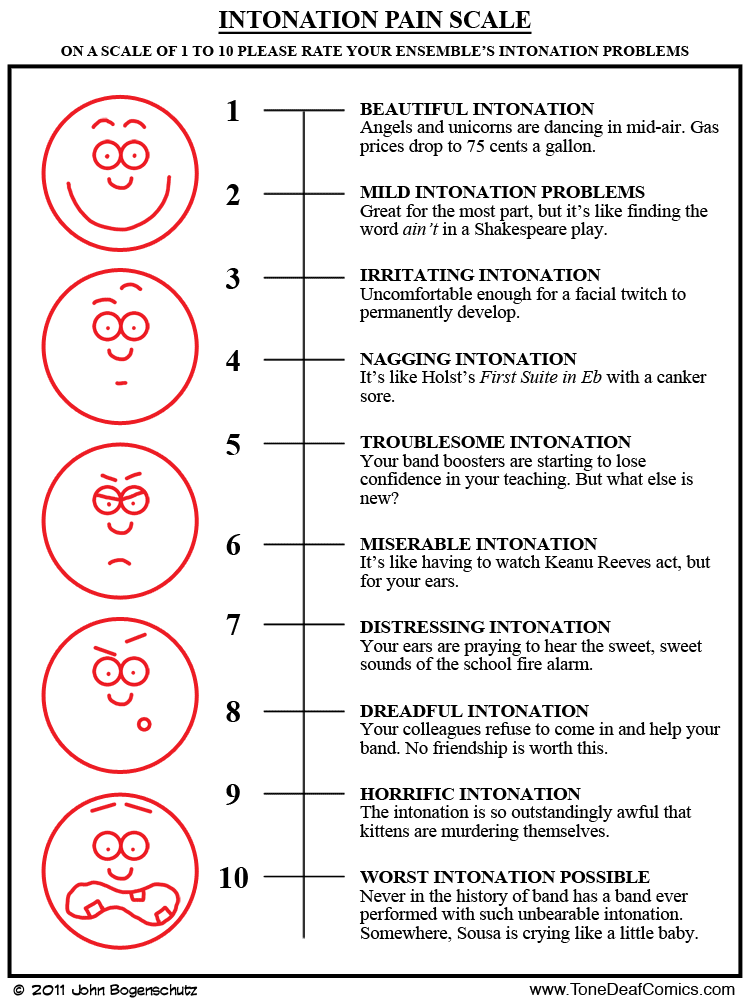 INTONATION PAIN SCALE
ON A SCALE OF 1 TO 10 PLEASE RATE YOUR ENSEMBLE'S INTONATION PROBLEMS
1
BEAUTIFUL INTONATION
Angels and unicorns are dancing in mid-air. Gas
prices drop to 75 cents a gallon.
2
MILD INTONATION PROBLEMS
Great for the most part, but it's like finding the
word ain't in a Shakespeare play.
3
IRRITATING INTONATION
Uncomfortable enough for a facial twitch to
permanently develop.
4
NAGGING INTONATION
It's like Holst's First Suite in Eb with a canker
sore.
5
TROUBLESOME INTONATION
Your band boosters are starting to lose
confidence in your teaching. But what else is
new?
6
MISERABLE INTONATION
It's like having to watch Keanu Reeves act, but
for your ears.
7
DISTRESSING INTONATION
Your ears are praying to hear the sweet, sweet
sounds of the school fire alarm.
8
DREADFUL INTONATION
Your colleagues refuse to come in and help your
band. No friendship is worth this.
9
HORRIFIC INTONATION
The intonation is so outstandingly awful that
kittens are murdering themselves.
10
WORST INTONATION POSSIBLE
Never in the history of band has a band ever
performed with such unbearable intonation.
Somewhere, Sousa is crying like a little baby.
© 2011 John Bogenschutz
www.ToneDeafComics.com